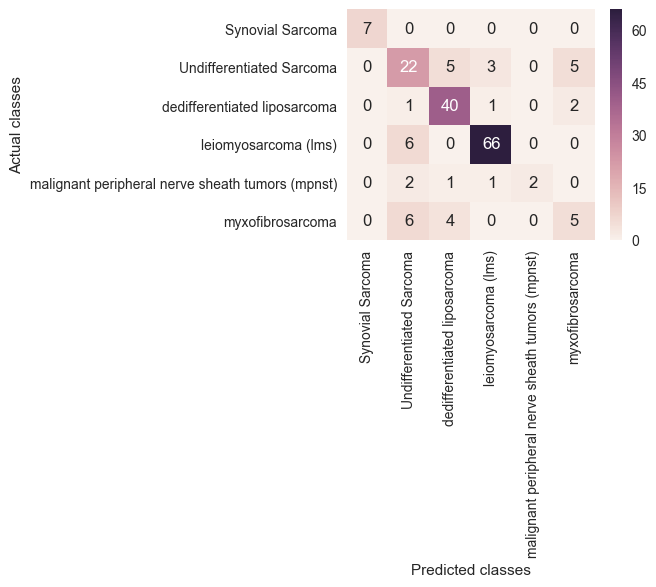 Actual classes
Synovial Sarcoma 7 0 0 0 0 0
Undifferentiated Sarcoma 0 22 5 3 0 5
dedifferentiated liposarcoma 0 1 40 1 0 2
leiomyosarcoma (lms) 0 6 0 66 0 0
malignant peripheral nerve sheath tumors (mpnst) 0 2 1 1 2 0
myxofibrosarcoma 0 6 4 0 0 5
Synovial Sarcoma
Undifferentiated Sarcoma
dedifferentiated liposarcoma
leiomyosarcoma (lms)
malignant peripheral nerve sheath tumors (mpnst)
myxofibrosarcoma
Predicted classes
60
45
30
15
0